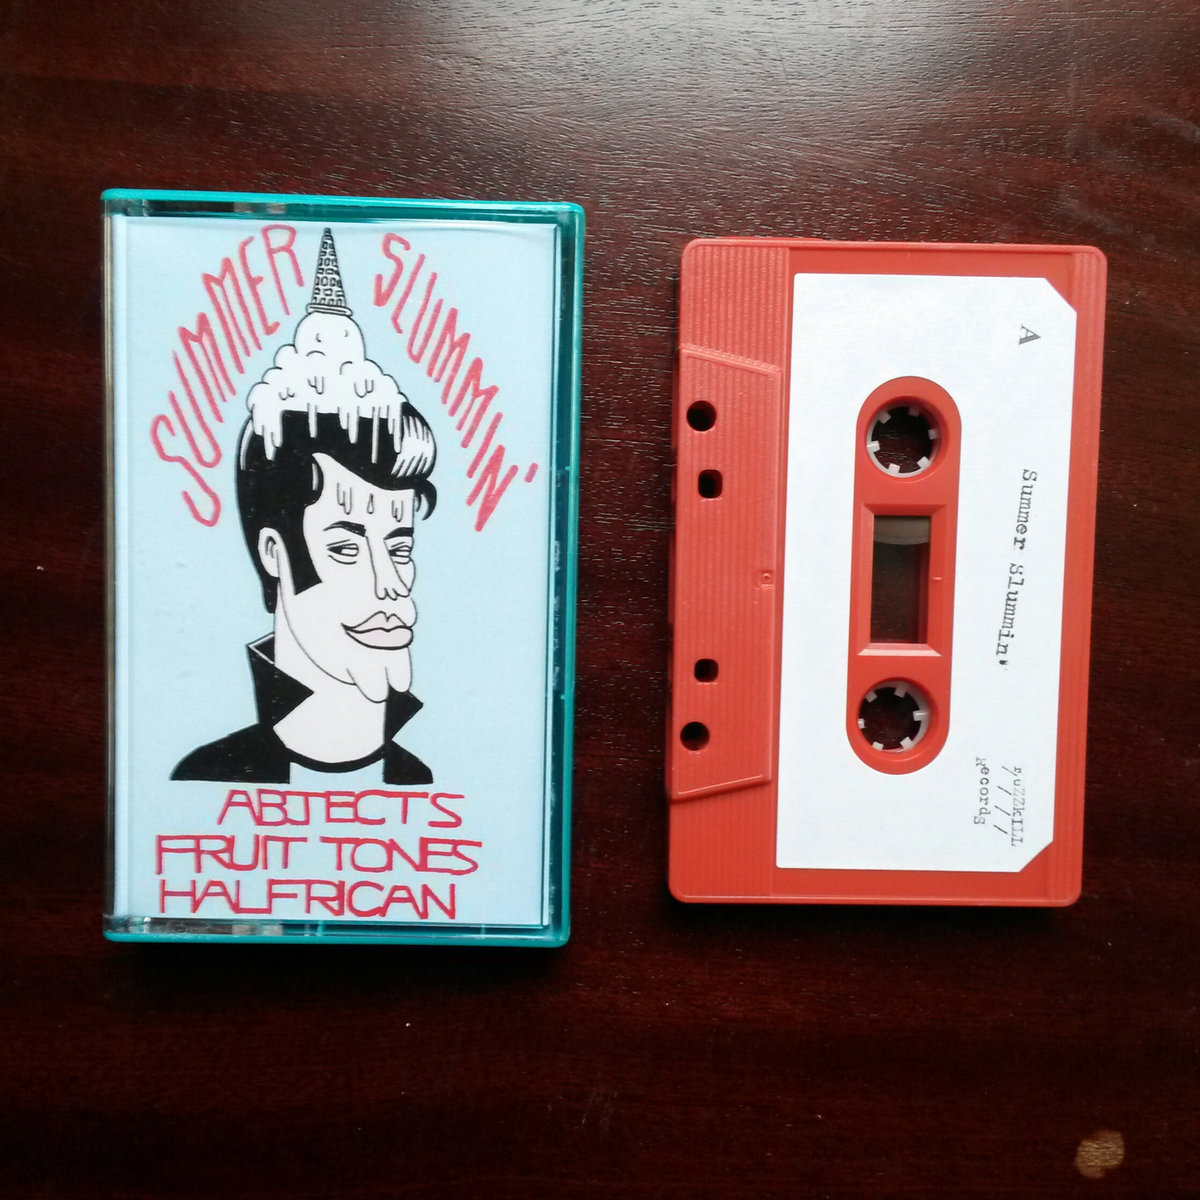 SUMMER SLUMMIN'
ABJECTS
FRUIT TONES
HALFRICAN
A
Summer Slummin'
FuZZkILL
/////
Records